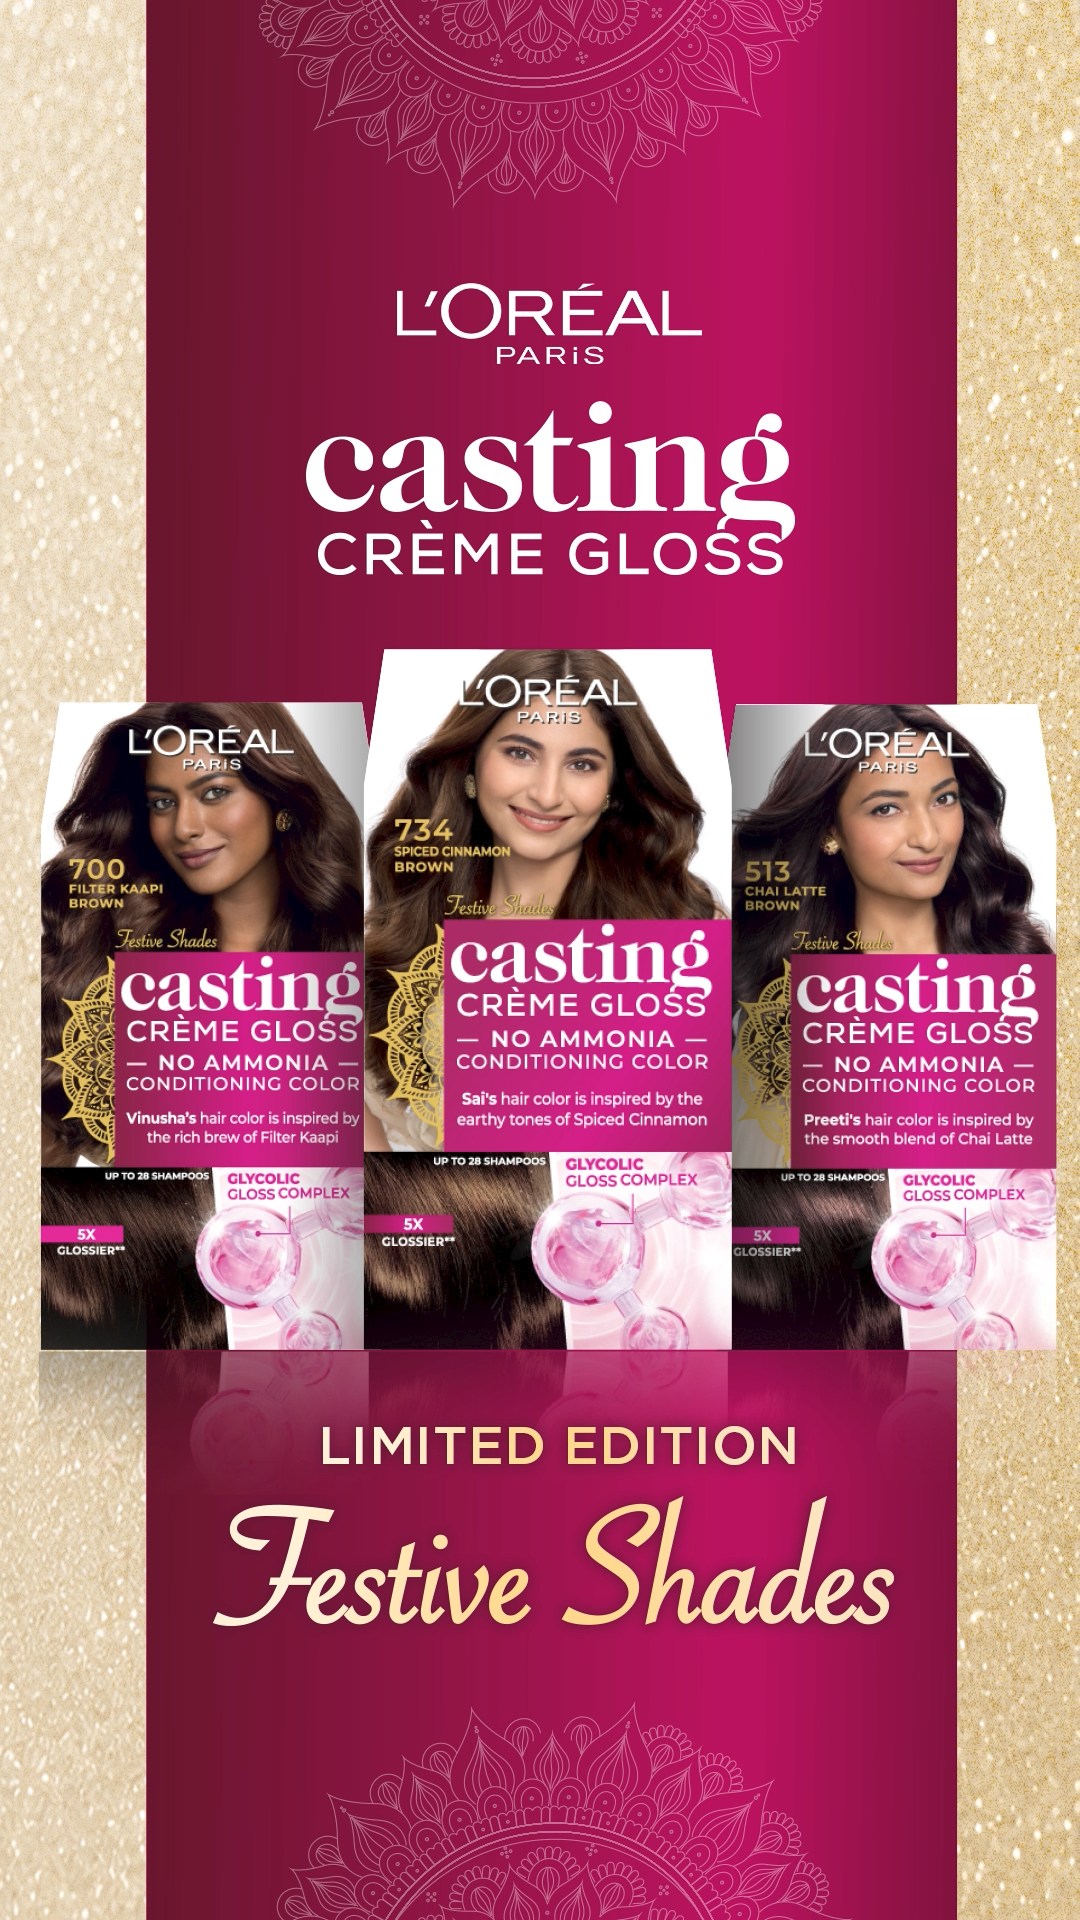 L'ORÉAL
PARiS
casting
CRÈME GLOSS
L'ORÉAL
PARiS
700
FILTER KAAPI
BROWN
Festive Shades
casting
CRÈME GLOSS
— NO AMMONIA —
CONDITIONING COLOR
Vinusha's hair color is inspired by
the rich brew of Filter Kaapi
UP TO 28 SHAMPOOS
GLYCOLIC
GLOSS COMPLEX
5X
GLOSSIER**
L'ORÉAL
PARiS
734
SPICED CINNAMON
BROWN
Festive Shades
casting
CRÈME GLOSS
— NO AMMONIA —
CONDITIONING COLOR
Sai's hair color is inspired by the
earthy tones of Spiced Cinnamon
UP TO 28 SHAMPOOS
GLYCOLIC
GLOSS COMPLEX
5X
GLOSSIER**
L'ORÉAL
PARiS
513
CHAI LATTE
BROWN
Festive Shades
casting
CRÈME GLOSS
— NO AMMONIA —
CONDITIONING COLOR
Preeti's hair color is inspired by
the smooth blend of Chai Latte
UP TO 28 SHAMPOOS
GLYCOLIC
GLOSS COMPLEX
5X
GLOSSIER**
LIMITED EDITION
Festive Shades